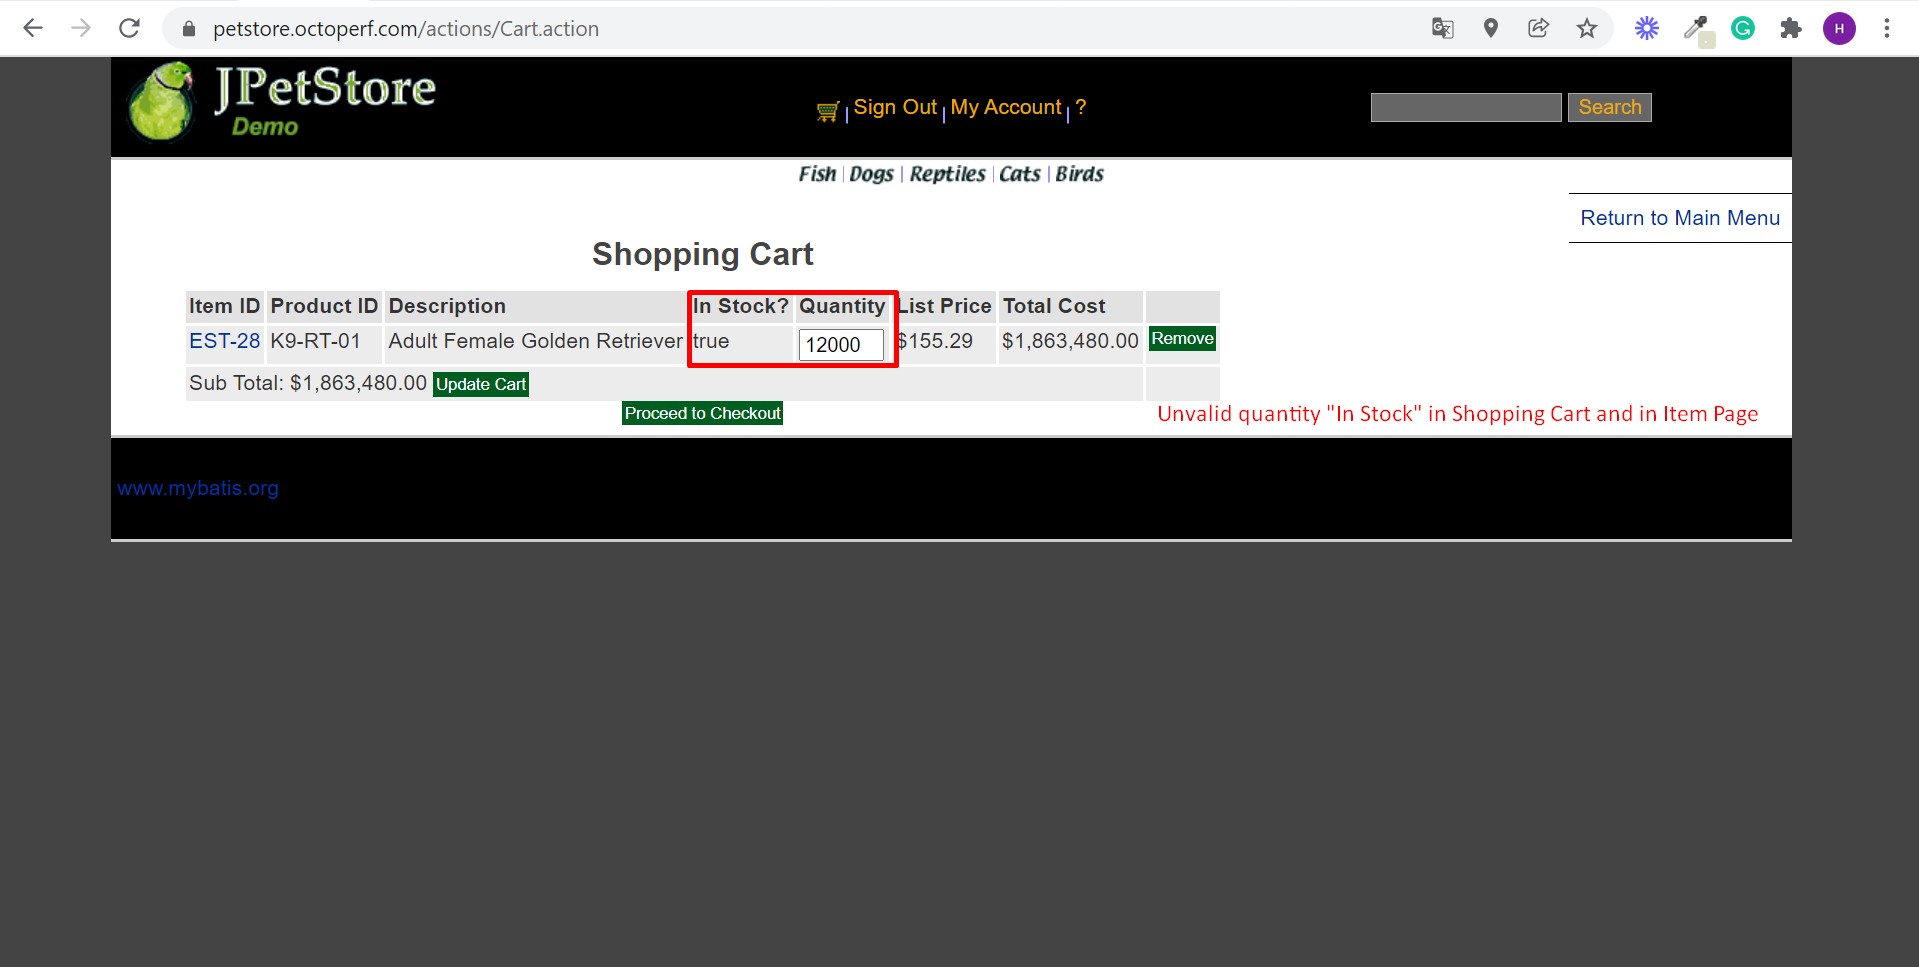 petstore.octoperf.com/actions/Cart.action
H
JPetStore
Demo
Sign Out | My Account | ?
Search
Fish | Dogs | Reptiles | Cats | Birds
Return to Main Menu
Shopping Cart
Item ID Product ID Description In Stock? Quantity List Price Total Cost
EST-28 K9-RT-01 Adult Female Golden Retriever true 12000 $155.29 $1,863,480.00 Remove
Sub Total: $1,863,480.00 Update Cart
Proceed to Checkout
Unvalid quantity "In Stock" in Shopping Cart and in Item Page
www.mybatis.org